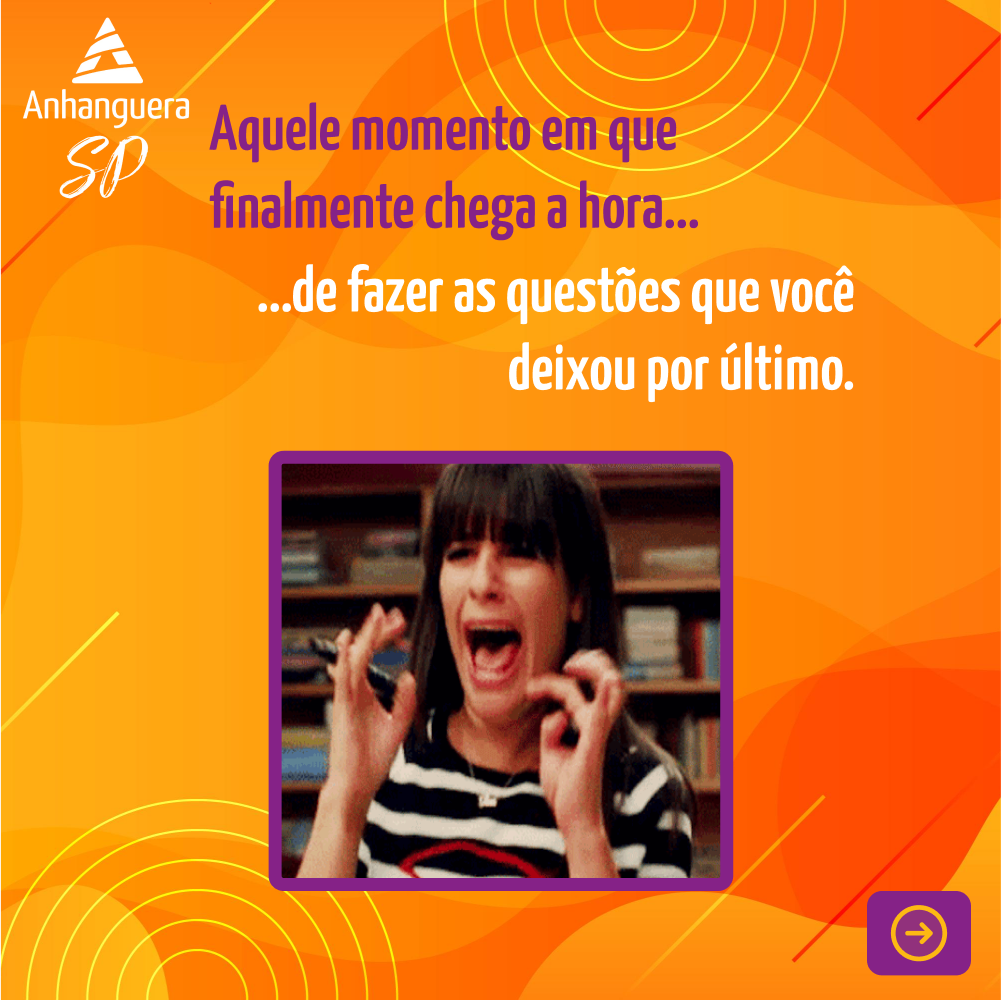 Anhanguera
SP
Aquele momento em que
finalmente chega a hora...
...de fazer as questões que você
deixou por último.